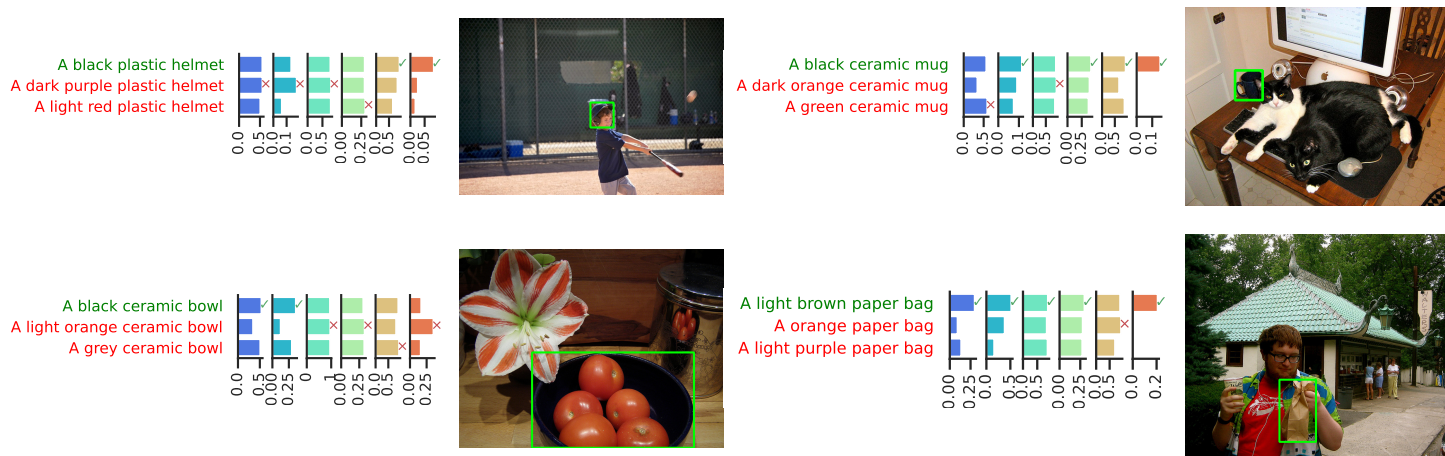 A black plastic helmet
A dark purple plastic helmet
A light red plastic helmet
0.0 0.5 0.0 0.1 0.0 0.5 0.00 0.25 0.0 0.5 0.00 0.05
A black ceramic mug
A dark orange ceramic mug
A green ceramic mug
0.0 0.5 0.0 0.1 0.0 0.5 0.00 0.25 0.0 0.5 0.0 0.1
A black ceramic bowl
A light orange ceramic bowl
A grey ceramic bowl
0.0 0.5 0.00 0.25 0 1 0.00 0.25 0.0 0.5 0.00 0.25
A light brown paper bag
A orange paper bag
A light purple paper bag
0.00 0.25 0.0 0.5 0.00 0.25 0.00 0.25 0.0 0.5 0.0 0.2